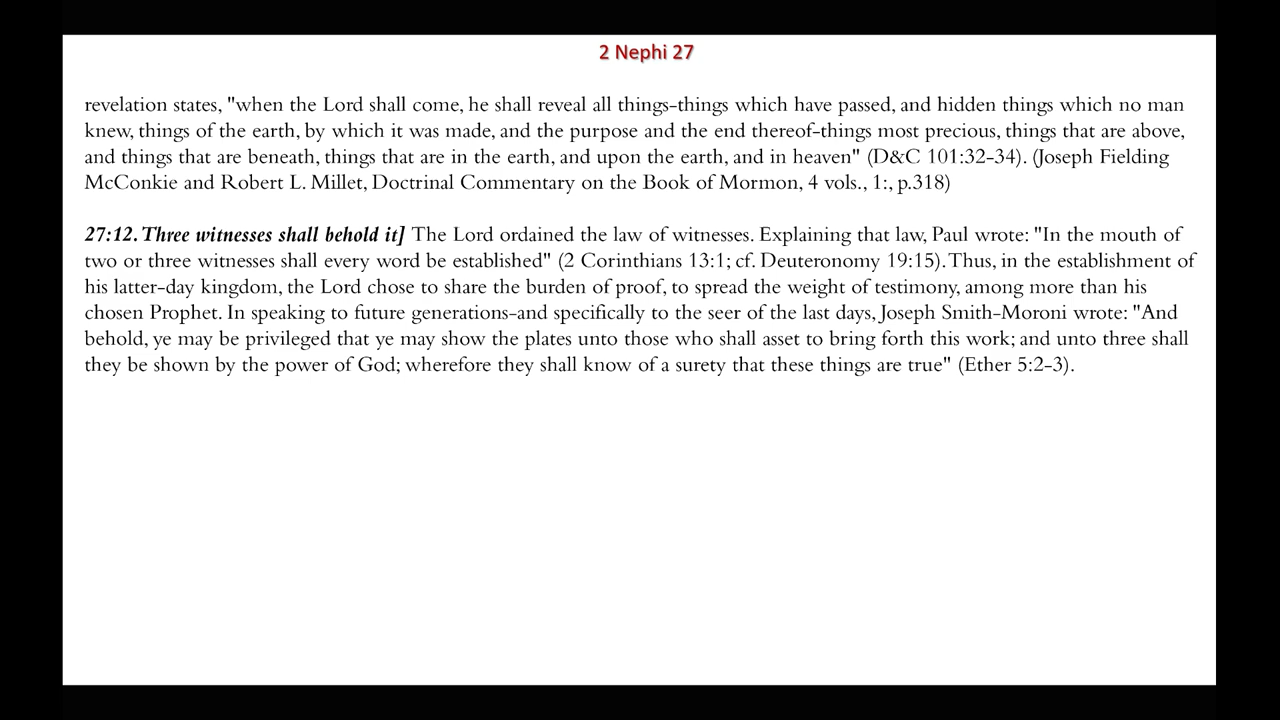 2 Nephi 27
revelation states, "when the Lord shall come, he shall reveal all things-things which have passed, and hidden things which no man
knew, things of the earth, by which it was made, and the purpose and the end thereof-things most precious, things that are above,
and things that are beneath, things that are in the earth, and upon the earth, and in heaven" (D&C 101:32-34). (Joseph Fielding
McConkie and Robert L. Millet, Doctrinal Commentary on the Book of Mormon, 4 vols., 1:, p.318)
27:12. Three witnesses shall behold it] The Lord ordained the law of witnesses. Explaining that law, Paul wrote: "In the mouth of
two or three witnesses shall every word be established" (2 Corinthians 13:1; cf. Deuteronomy 19:15). Thus, in the establishment of
his latter-day kingdom, the Lord chose to share the burden of proof, to spread the weight of testimony, among more than his
chosen Prophet. In speaking to future generations-and specifically to the seer of the last days, Joseph Smith-Moroni wrote: "And
behold, ye may be privileged that ye may show the plates unto those who shall asset to bring forth this work; and unto three shall
they be shown by the power of God; wherefore they shall know of a surety that these things are true" (Ether 5:2-3).